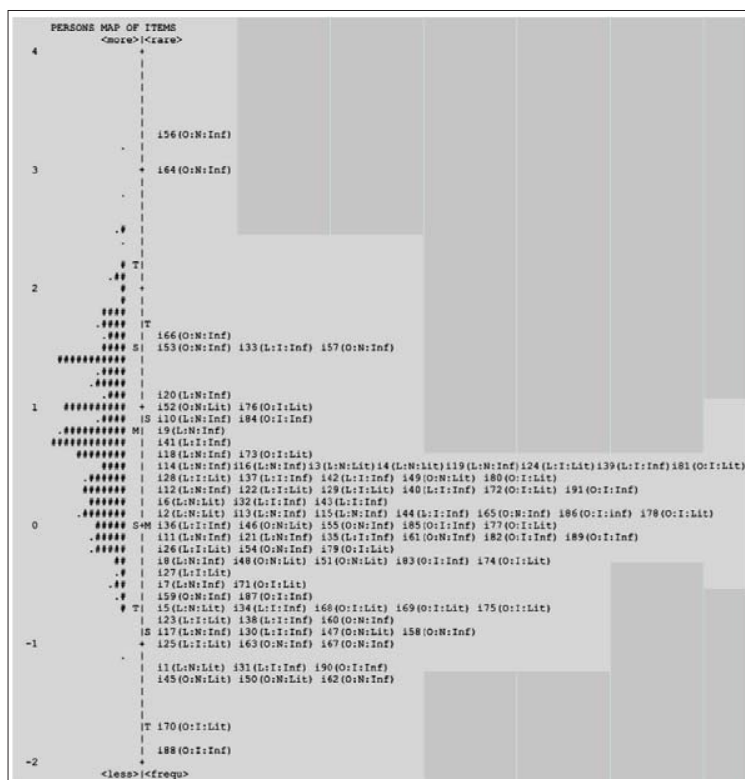 PERSONS MAP OF ITEMS
<more>|<rare>
4 +
|
|
|
|
|
|
| i56(O:N:Inf)
. |
|
3 + i64(O:N:Inf)
|
. |
|
|
.# |
. |
|
# T|
.## |
2 # +
# |
#### |
.#### |T
.### | i66(O:N:Inf)
#### S| i53(O:N:Inf) i33(L:I:Inf) i57(O:N:Inf)
########### |
.#### |
.##### |
.### | i20(L:N:Inf)
1 ########## + i52(O:N:Lit) i76(O:I:Lit)
.#### |S i10(L:N:Inf) i84(O:I:Inf)
.########## M| i9(L:N:Inf)
############ | i41(L:I:Inf)
######## | i18(L:N:Inf) i73(O:I:Lit)
#### | i14(L:N:Inf)i16(L:N:Inf)i3(L:N:Lit)i4(L:N:Lit)i19(L:N:Inf)i24(L:I:Lit)i39(L:I:Inf)i81(O:I:Lit)
.###### | i28(L:I:Lit) i37(L:I:Inf) i42(L:I:Inf) i49(O:N:Lit) i80(O:I:Lit)
####### | i12(L:N:Inf) i22(L:I:Lit) i29(L:I:Lit) i40(L:I:Inf) i72(O:I:Lit) i91(O:I:Inf)
###### | i6(L:N:Lit) i32(L:I:Inf) i43(L:I:Inf)
.####### | i2(L:N:Lit) i13(L:N:Inf) i15(L:N:Inf) i44(L:I:Inf) i65(O:N:Inf) i86(O:I:inf) i78(O:I:Lit)
0 ##### S+M i36(L:I:Inf) i46(O:N:Lit) i55(O:N:Inf) i85(O:I:Inf) i77(O:I:Lit)
.##### | i11(L:N:Inf) i21(L:N:Inf) i35(L:I:Inf) i61(O:N:Inf) i82(O:I:Inf) i89(O:I:Inf)
.##### | i26(L:I:Lit) i54(O:N:Inf) i79(O:I:Lit)
## | i8(L:N:Inf) i48(O:N:Lit) i51(O:N:Lit) i83(O:I:Inf) i74(O:I:Lit)
.# | i27(L:I:Lit)
.## | i7(L:N:Inf) i71(O:I:Lit)
.# | i59(O:N:Inf) i87(O:I:Inf)
# T| i5(L:N:Lit) i34(L:I:Inf) i68(O:I:Lit) i69(O:I:Lit) i75(O:I:Lit)
| i23(L:I:Lit) i38(L:I:Inf) i60(O:N:Inf)
|S i17(L:N:Inf) i30(L:I:Inf) i47(O:N:Lit) i58(O:N:Inf)
-1 + i25(L:I:Lit) i63(O:N:Inf) i67(O:N:Inf)
. |
| i1(L:N:Lit) i31(L:I:Inf) i90(O:I:Inf)
| i45(O:N:Lit) i50(O:N:Lit) i62(O:N:Inf)
|
|
|
|T i70(O:I:Lit)
|
| i88(O:I:Inf)
-2 +
<less>|<frequ>